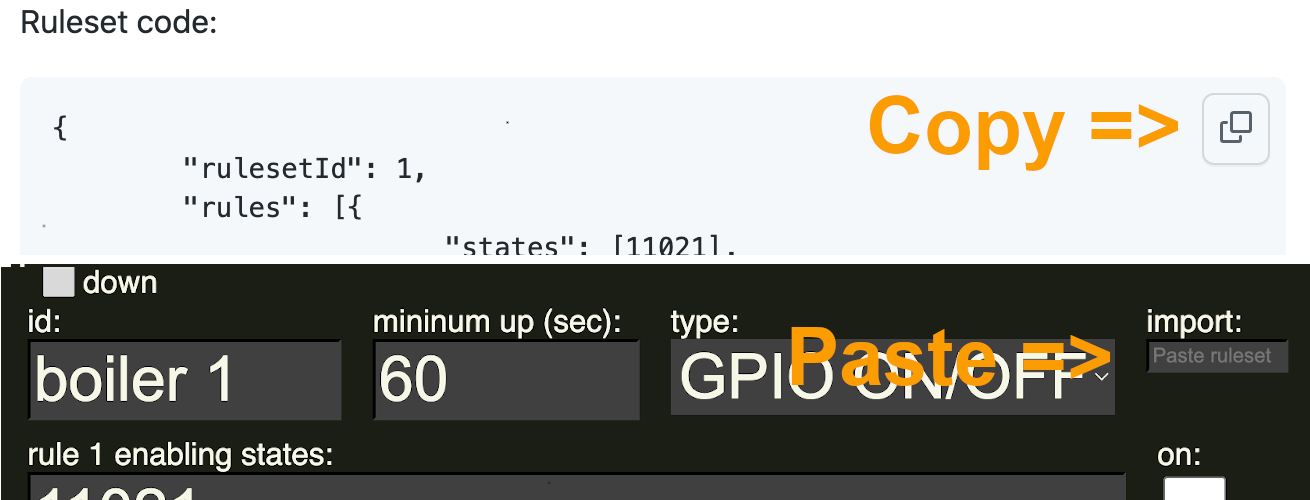 Ruleset code:
{
Copy =>
"rulesetId": 1,
"rules": [{
"states": [11021],
down
id:
mininum up (sec):
type:
import:
boiler 1
60
GPIO ON/OFF
Paste =>
Paste ruleset
rule 1 enabling states:
on:
11021